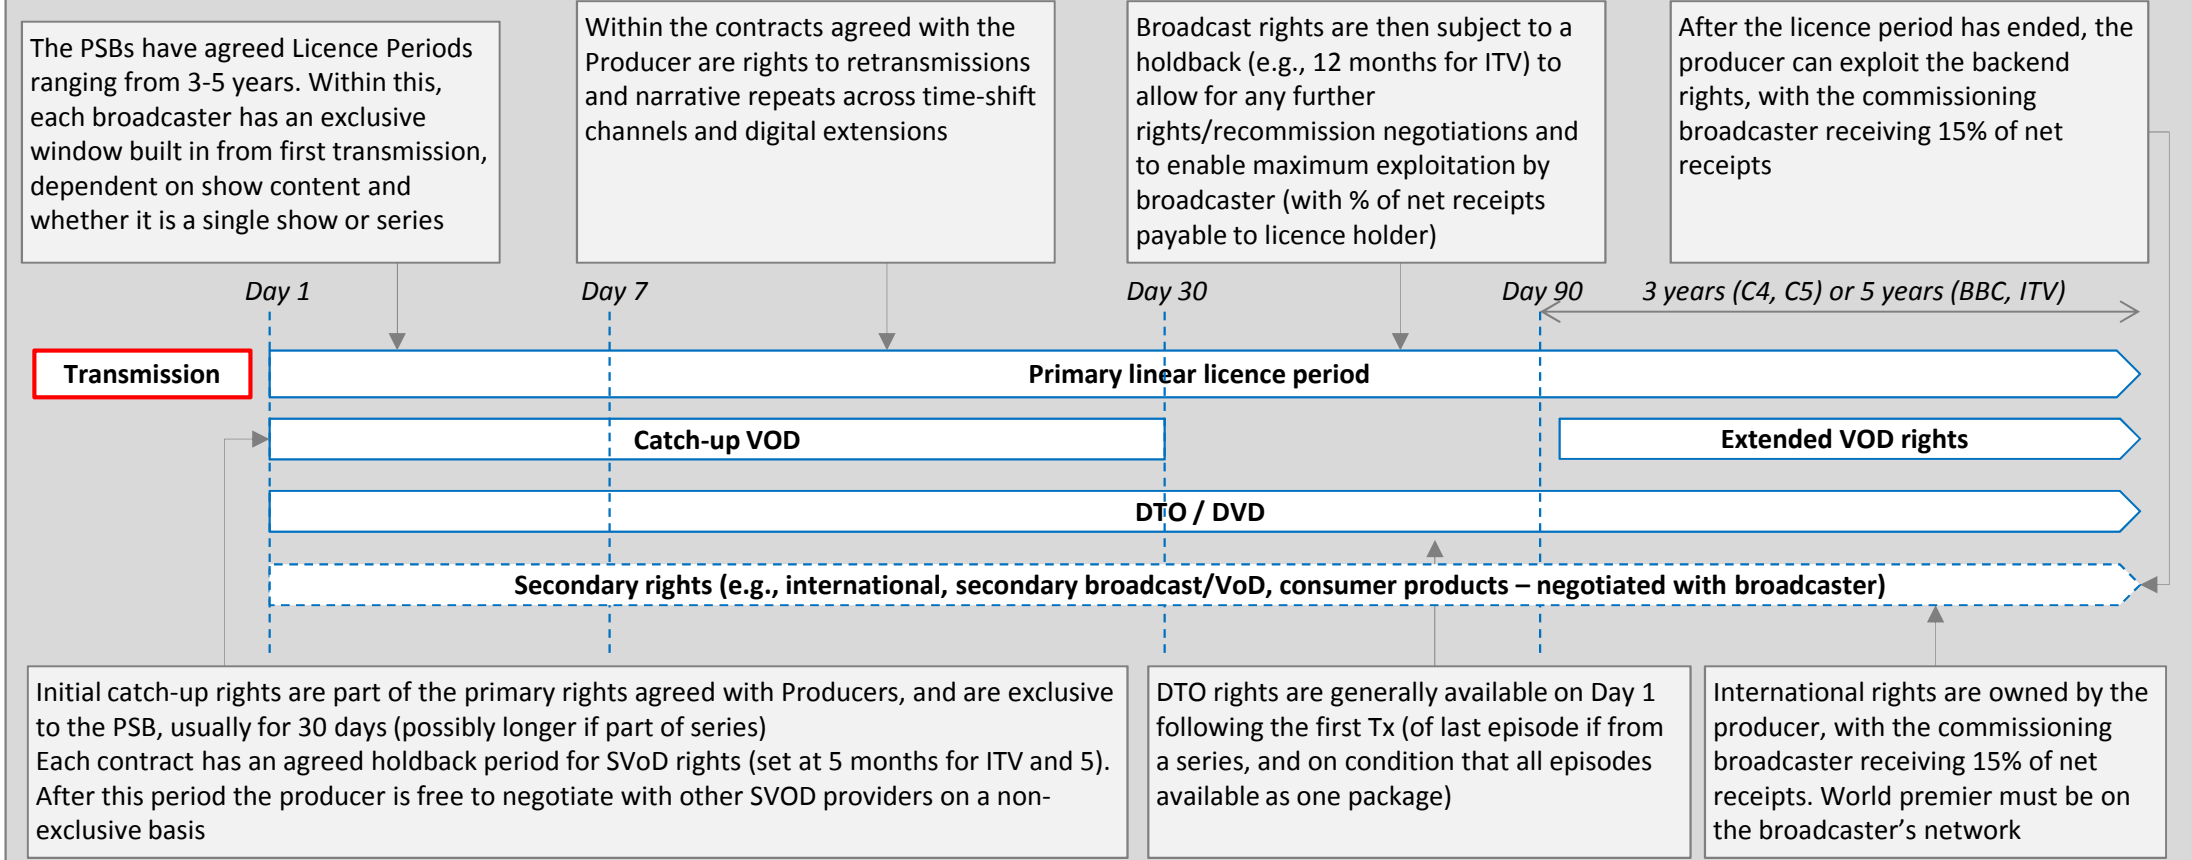 The PSBs have agreed Licence Periods
ranging from 3-5 years. Within this,
each broadcaster has an exclusive
window built in from first transmission,
dependent on show content and
whether it is a single show or series
Within the contracts agreed with the
Producer are rights to retransmissions
and narrative repeats across time-shift
channels and digital extensions
Broadcast rights are then subject to a
holdback (e.g., 12 months for ITV) to
allow for any further
rights/recommission negotiations and
to enable maximum exploitation by
broadcaster (with % of net receipts
payable to licence holder)
After the licence period has ended, the
producer can exploit the backend
rights, with the commissioning
broadcaster receiving 15% of net
receipts
Day 1
Day 7
Day 30
Day 90
3 years (C4, C5) or 5 years (BBC, ITV)
Transmission
Primary linear licence period
Catch-up VOD
Extended VOD rights
DTO / DVD
Secondary rights (e.g., international, secondary broadcast/VoD, consumer products – negotiated with broadcaster)
Initial catch-up rights are part of the primary rights agreed with Producers, and are exclusive
to the PSB, usually for 30 days (possibly longer if part of series)
Each contract has an agreed holdback period for SVoD rights (set at 5 months for ITV and 5).
After this period the producer is free to negotiate with other SVOD providers on a non-
exclusive basis
DTO rights are generally available on Day 1
following the first Tx (of last episode if from
a series, and on condition that all episodes
available as one package)
International rights are owned by the
producer, with the commissioning
broadcaster receiving 15% of net
receipts. World premier must be on
the broadcaster’s network